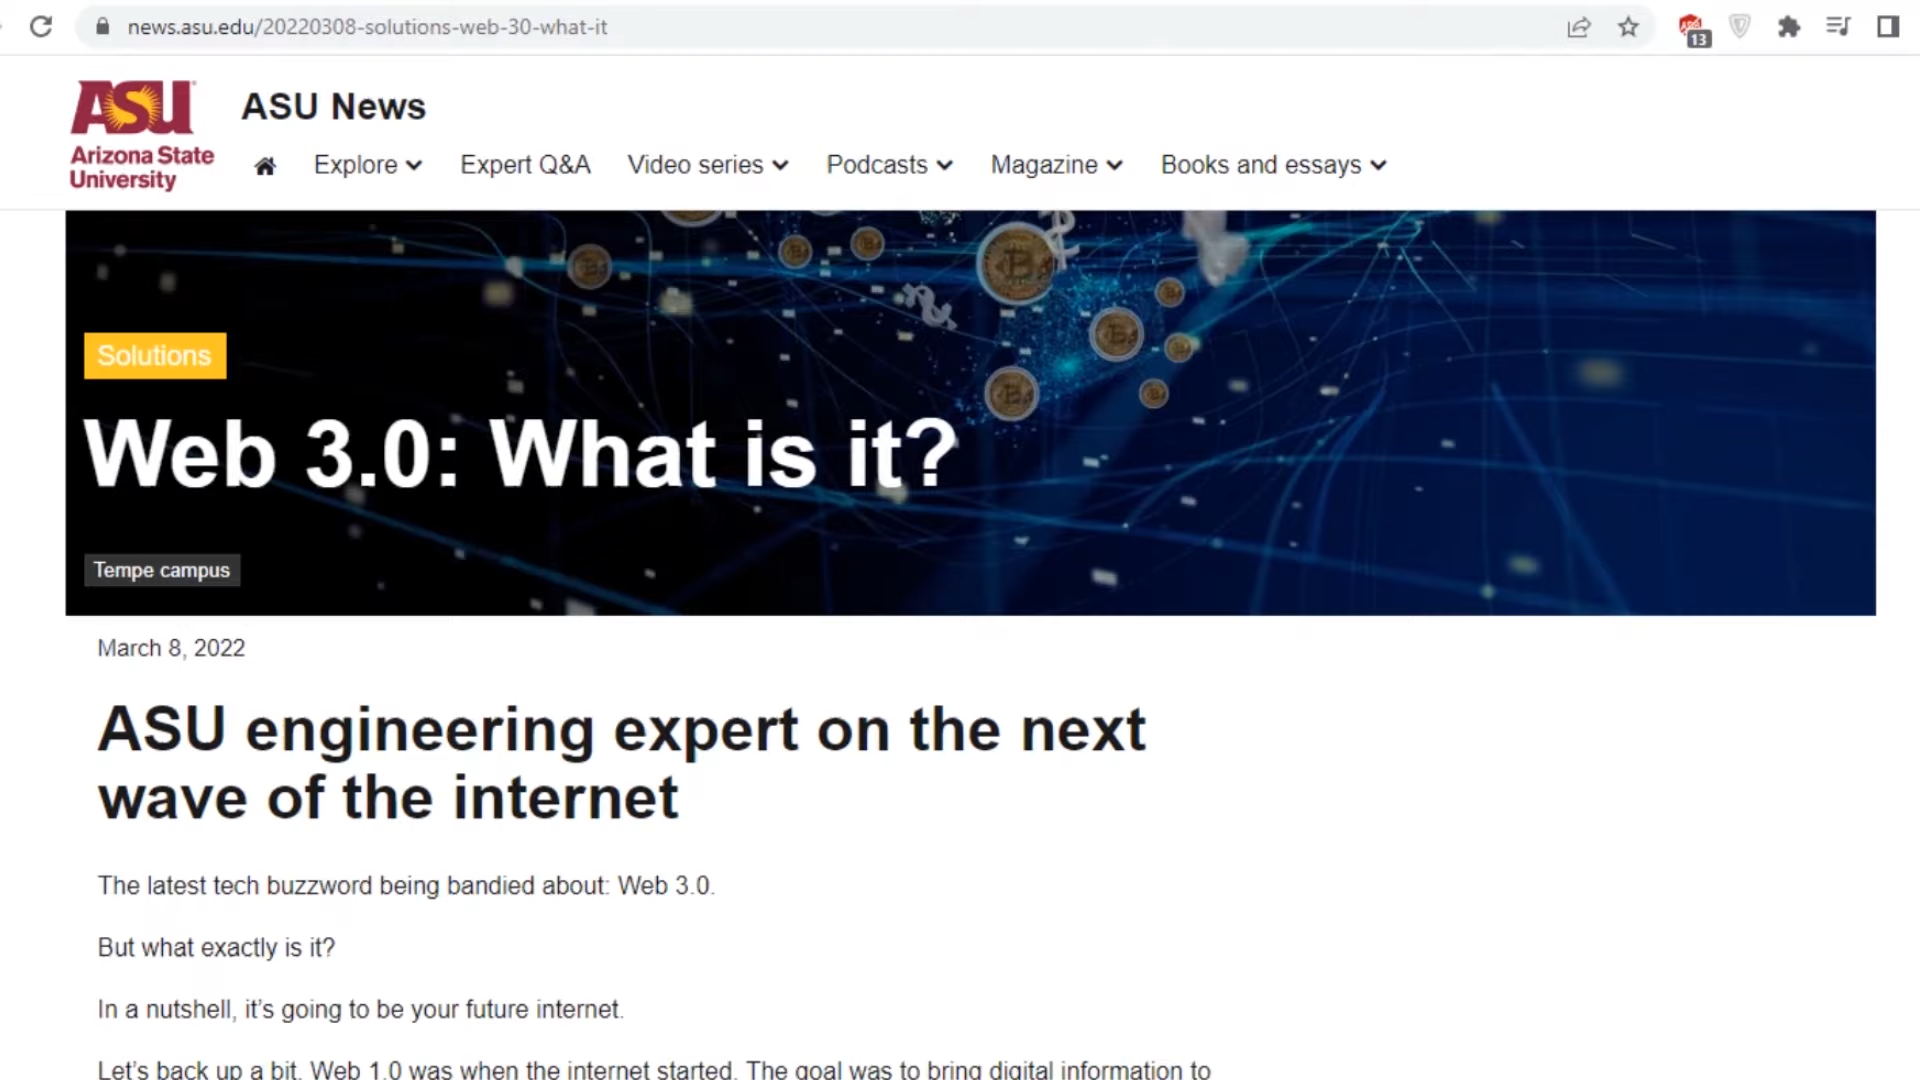 news.asu.edu/20220308-solutions-web-30-what-it
13
ASU
Arizona State
University
ASU News
Explore
Expert Q&A
Video series
Podcasts
Magazine
Books and essays
Solutions
Web 3.0: What is it?
Tempe campus
March 8, 2022
ASU engineering expert on the next
wave of the internet
The latest tech buzzword being bandied about: Web 3.0.
But what exactly is it?
In a nutshell, it’s going to be your future internet.
Let’s back up a bit. Web 1.0 was when the internet started. The goal was to bring digital information to